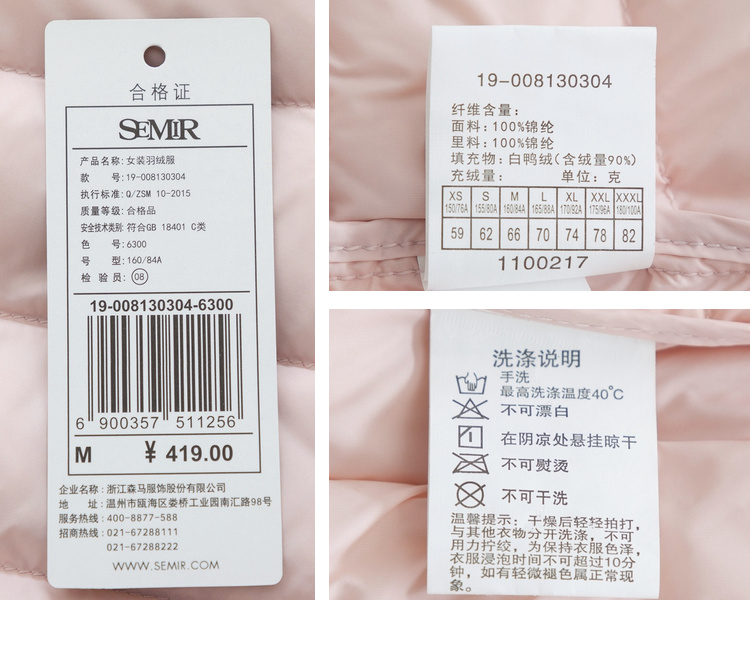 合格证
SEMIR
产品名称:女装羽绒服
款 号:19-008130304
执行标准:Q/ZSM 10-2015
质量等级:合格品
安全技术类别:符合GB 18401 C类
色 号:6300
号 型:160/84A
检 验 员:08
19-008130304-6300
6 900357 511256
M ¥ 419.00
企业名称:浙江森马服饰股份有限公司
地 址:温州市瓯海区娄桥工业园南汇路98号
服务热线:400-8877-588
招商热线:021-67288111
021-67288222
WWW.SEMIR.COM
19-008130304
纤维含量:
面料:100%锦纶
里料:100%锦纶
填充物:白鸭绒(含绒量90%)
充绒量: 单位:克
XS S M L XL XXL XXXL
150/76A 155/80A 160/84A 165/88A 170/92A 175/96A 180/100A
59 62 66 70 74 78 82
1100217
洗涤说明
手洗
最高洗涤温度40°C
不可漂白
在阴凉处悬挂晾干
不可熨烫
不可干洗
温馨提示:干燥后轻轻拍打,
与其他衣物分开洗涤,不可
用力拧绞,为保持衣服色泽,
衣服浸泡时间不可超过10分
钟,如有轻微褪色属正常现
象。